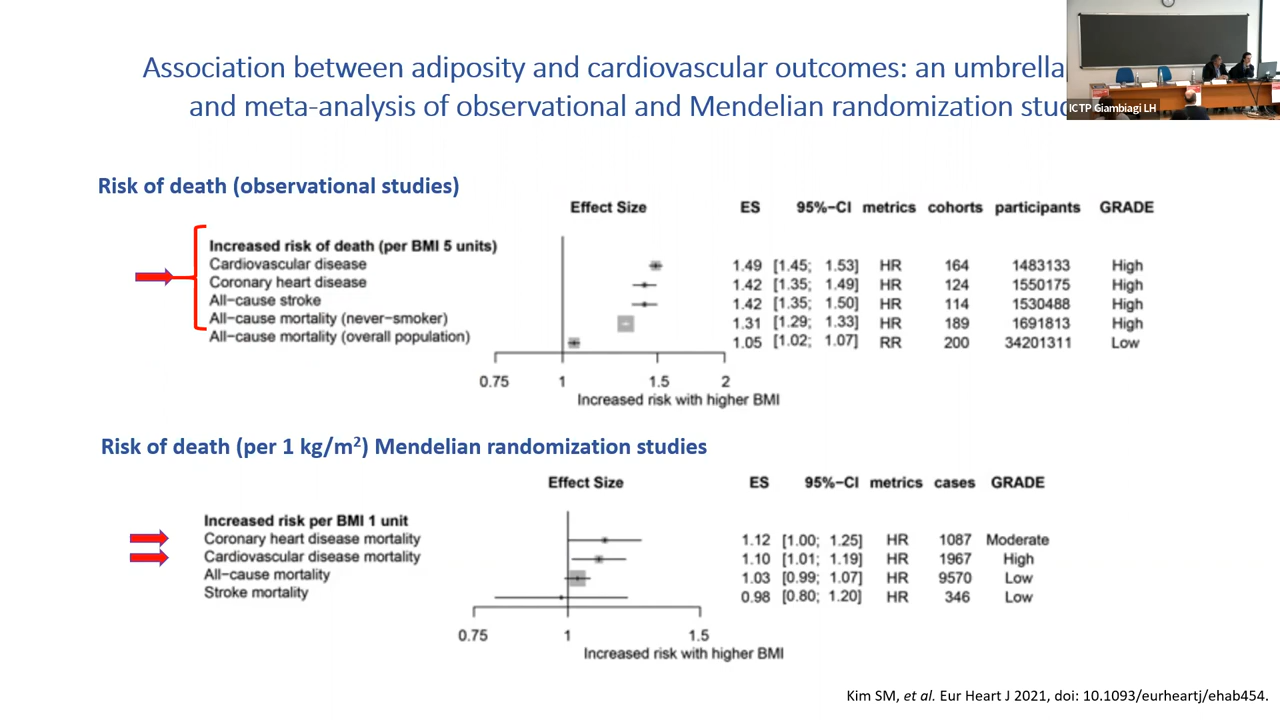 Association between adiposity and cardiovascular outcomes: an umbrella
and meta-analysis of observational and Mendelian randomization
ICTP Giambiagi LH
Risk of death (observational studies)
Effect Size ES 95%-CI metrics cohorts participants GRADE
Increased risk of death (per BMI 5 units)
Cardiovascular disease 1.49 [1.45; 1.53] HR 164 1483133 High
Coronary heart disease 1.42 [1.35; 1.49] HR 124 1550175 High
All-cause stroke 1.42 [1.35; 1.50] HR 114 1530488 High
All-cause mortality (never-smoker) 1.31 [1.29; 1.33] HR 189 1691813 High
All-cause mortality (overall population) 1.05 [1.02; 1.07] RR 200 34201311 Low
0.75 1 1.5 2
Increased risk with higher BMI
Risk of death (per 1 kg/m²) Mendelian randomization studies
Effect Size ES 95%-CI metrics cases GRADE
Increased risk per BMI 1 unit
Coronary heart disease mortality 1.12 [1.00; 1.25] HR 1087 Moderate
Cardiovascular disease mortality 1.10 [1.01; 1.19] HR 1967 High
All-cause mortality 1.03 [0.99; 1.07] HR 9570 Low
Stroke mortality 0.98 [0.80; 1.20] HR 346 Low
0.75 1 1.5
Increased risk with higher BMI
Kim SM, et al. Eur Heart J 2021, doi: 10.1093/eurheartj/ehab454.